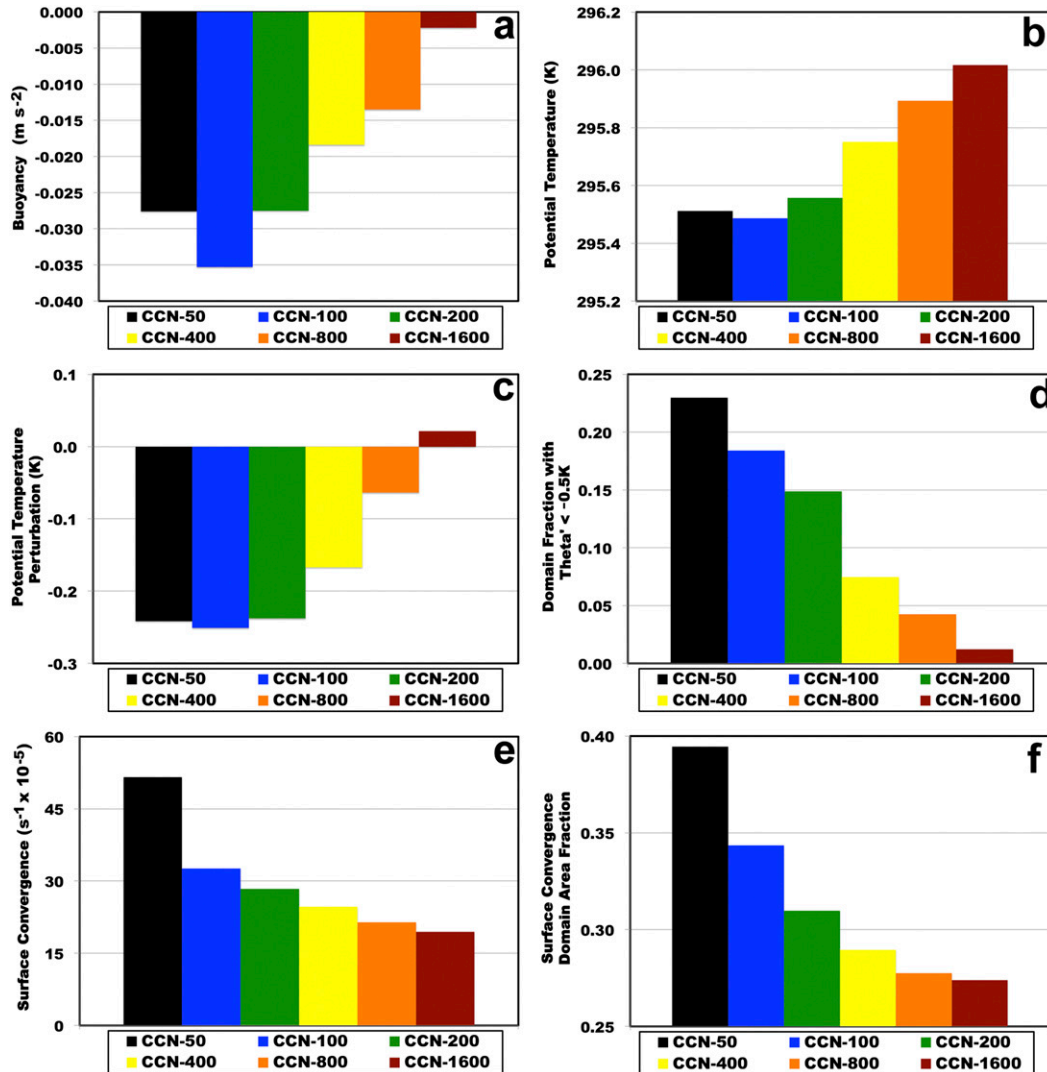 a
0.000
-0.005
-0.010
-0.015
-0.020
-0.025
-0.030
-0.035
-0.040
Buoyancy (m s-2)
CCN-50 CCN-100 CCN-200
CCN-400 CCN-800 CCN-1600
b
296.2
296.0
295.8
295.6
295.4
295.2
Potential Temperature (K)
CCN-50 CCN-100 CCN-200
CCN-400 CCN-800 CCN-1600
c
0.1
0.0
-0.1
-0.2
-0.3
Potential Temperature
Perturbation (K)
CCN-50 CCN-100 CCN-200
CCN-400 CCN-800 CCN-1600
d
0.25
0.20
0.15
0.10
0.05
0.00
Domain Fraction with
Theta' < -0.5K
CCN-50 CCN-100 CCN-200
CCN-400 CCN-800 CCN-1600
e
60
45
30
15
0
Surface Convergence (s-1 x 10-5)
CCN-50 CCN-100 CCN-200
CCN-400 CCN-800 CCN-1600
f
0.40
0.35
0.30
0.25
Surface Convergence
Domain Area Fraction
CCN-50 CCN-100 CCN-200
CCN-400 CCN-800 CCN-1600